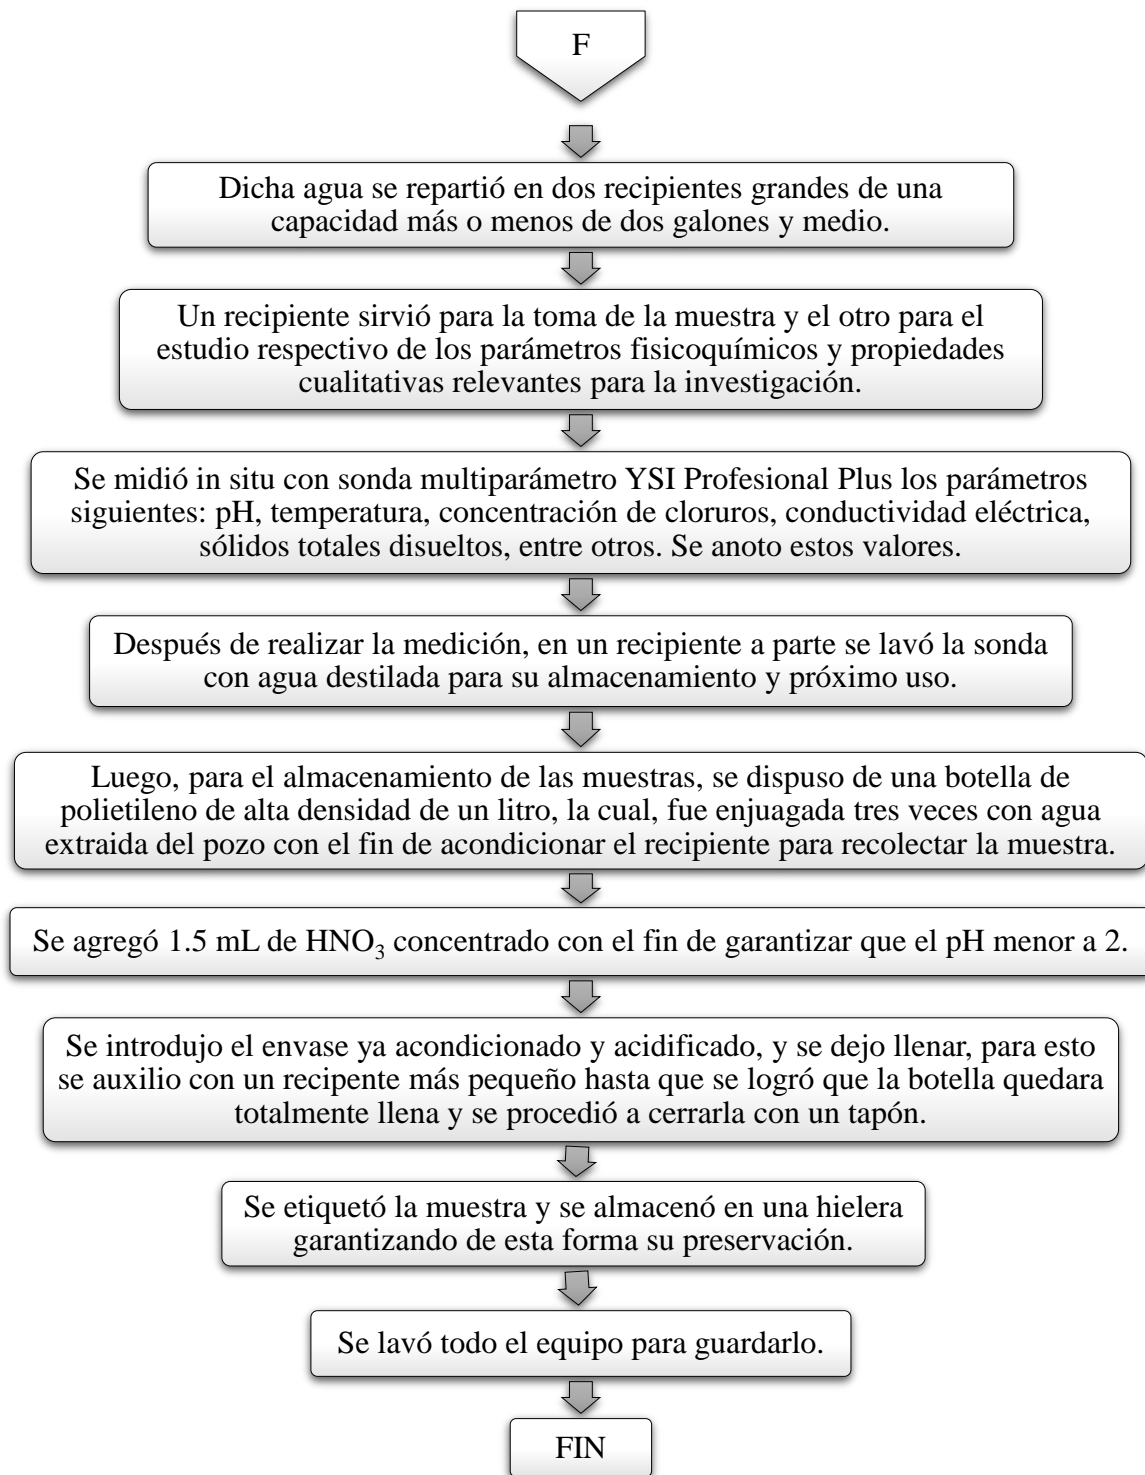 F
Dicha agua se repartió en dos recipientes grandes de una
capacidad más o menos de dos galones y medio.
Un recipiente sirvió para la toma de la muestra y el otro para el
estudio respectivo de los parámetros fisicoquímicos y propiedades
cualitativas relevantes para la investigación.
Se midió in situ con sonda multiparámetro YSI Profesional Plus los parámetros
siguientes: pH, temperatura, concentración de cloruros, conductividad eléctrica,
sólidos totales disueltos, entre otros. Se anoto estos valores.
Después de realizar la medición, en un recipiente a parte se lavó la sonda
con agua destilada para su almacenamiento y próximo uso.
Luego, para el almacenamiento de las muestras, se dispuso de una botella de
polietileno de alta densidad de un litro, la cual, fue enjuagada tres veces con agua
extraida del pozo con el fin de acondicionar el recipiente para recolectar la muestra.
Se agregó 1.5 mL de HNO₃ concentrado con el fin de garantizar que el pH menor a 2.
Se introdujo el envase ya acondicionado y acidificado, y se dejo llenar, para esto
se auxilio con un recipente más pequeño hasta que se logró que la botella quedara
totalmente llena y se procedió a cerrarla con un tapón.
Se etiquetó la muestra y se almacenó en una hielera
garantizando de esta forma su preservación.
Se lavó todo el equipo para guardarlo.
FIN